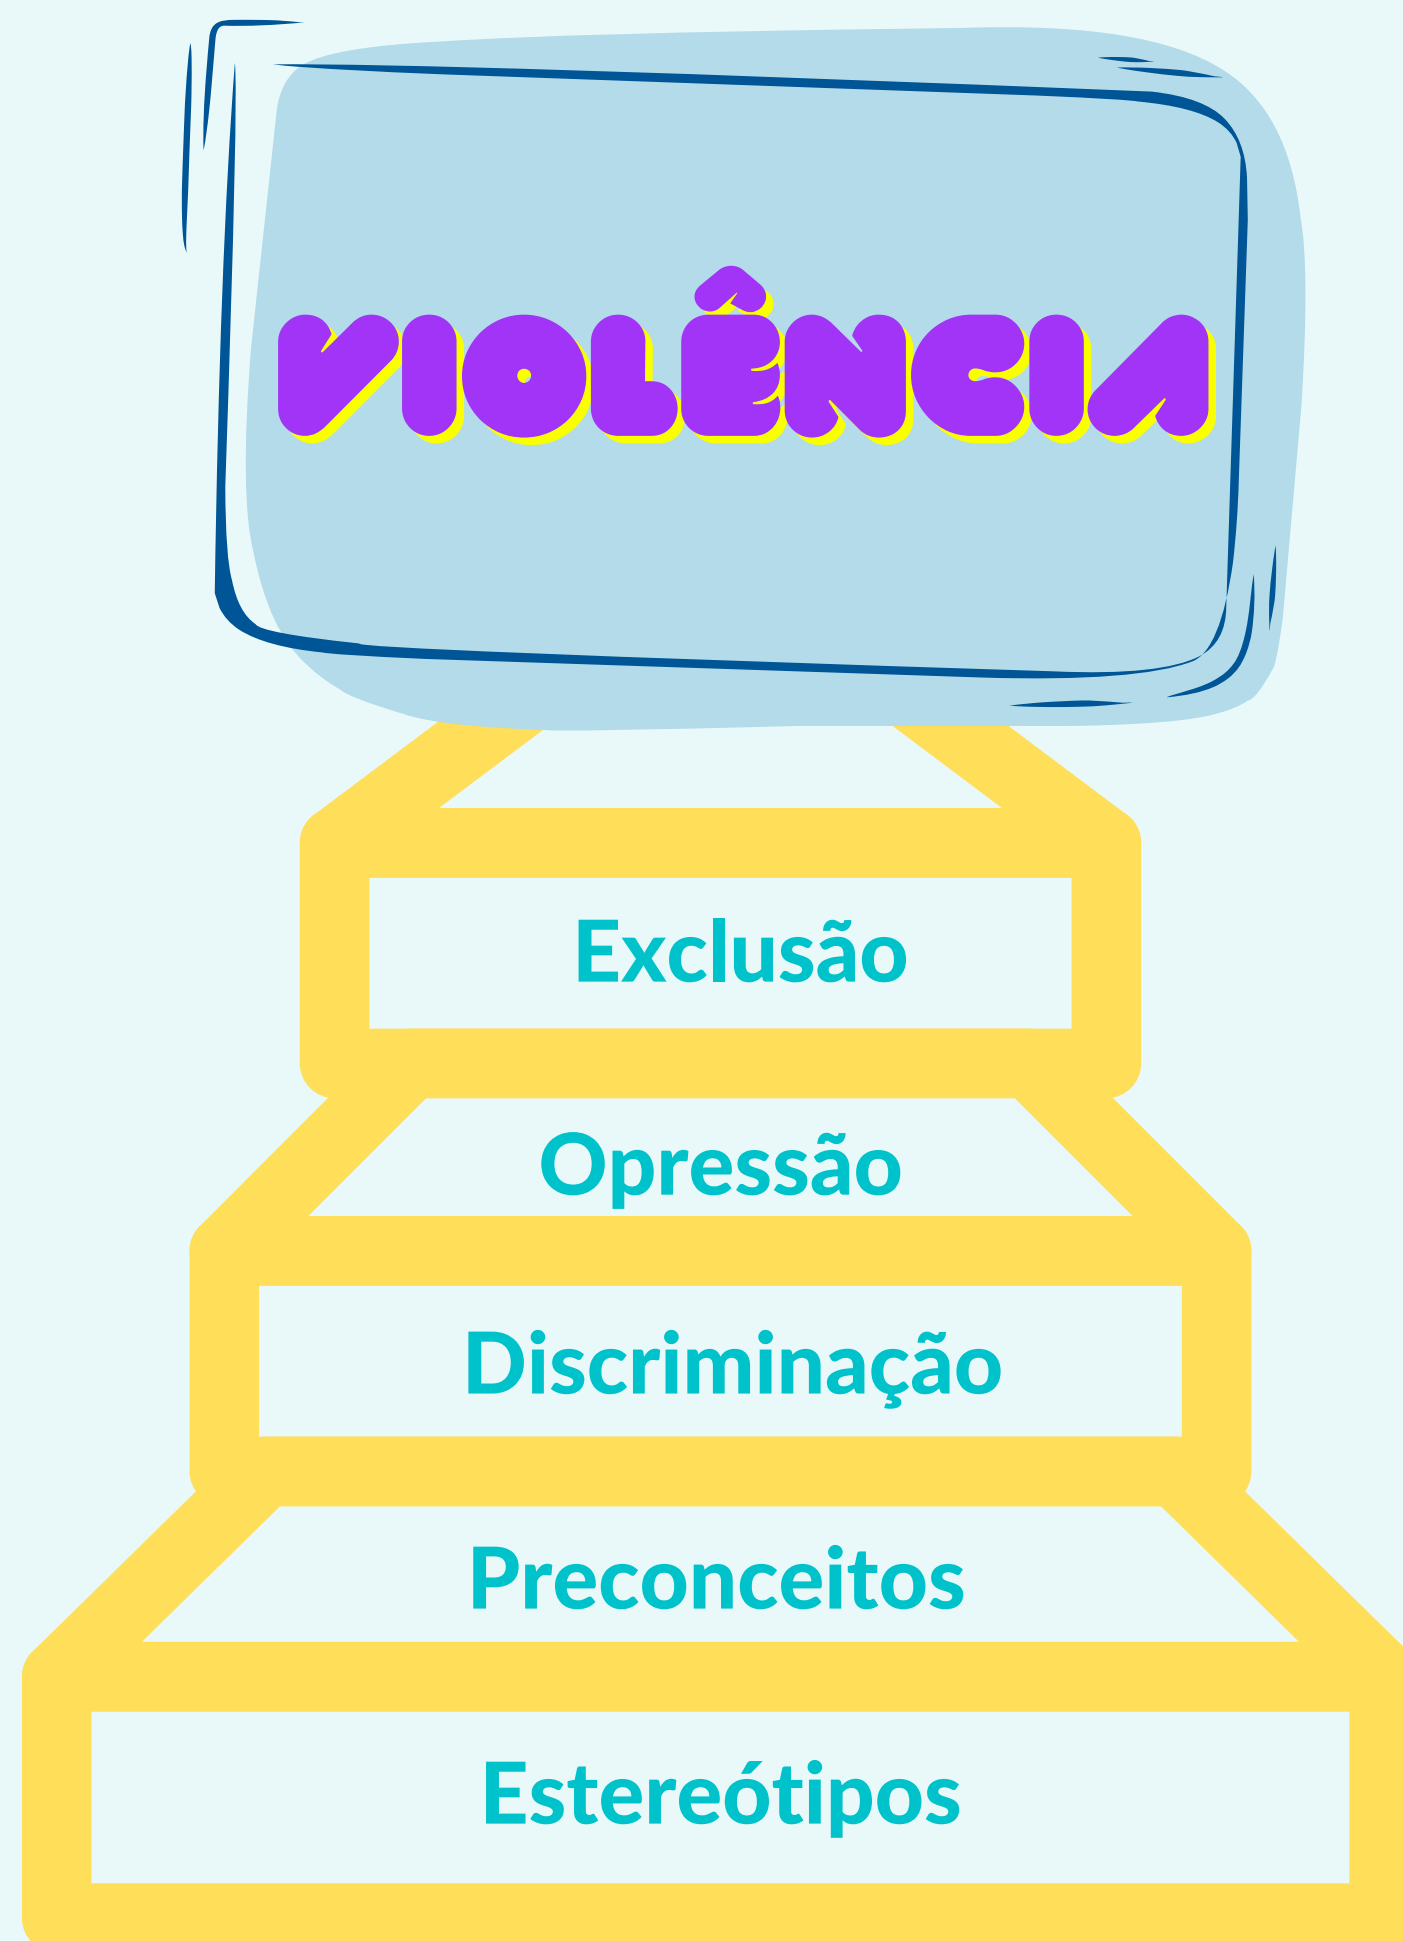 VIOLÊNCIA
Exclusão
Opressão
Discriminação
Preconceitos
Estereótipos